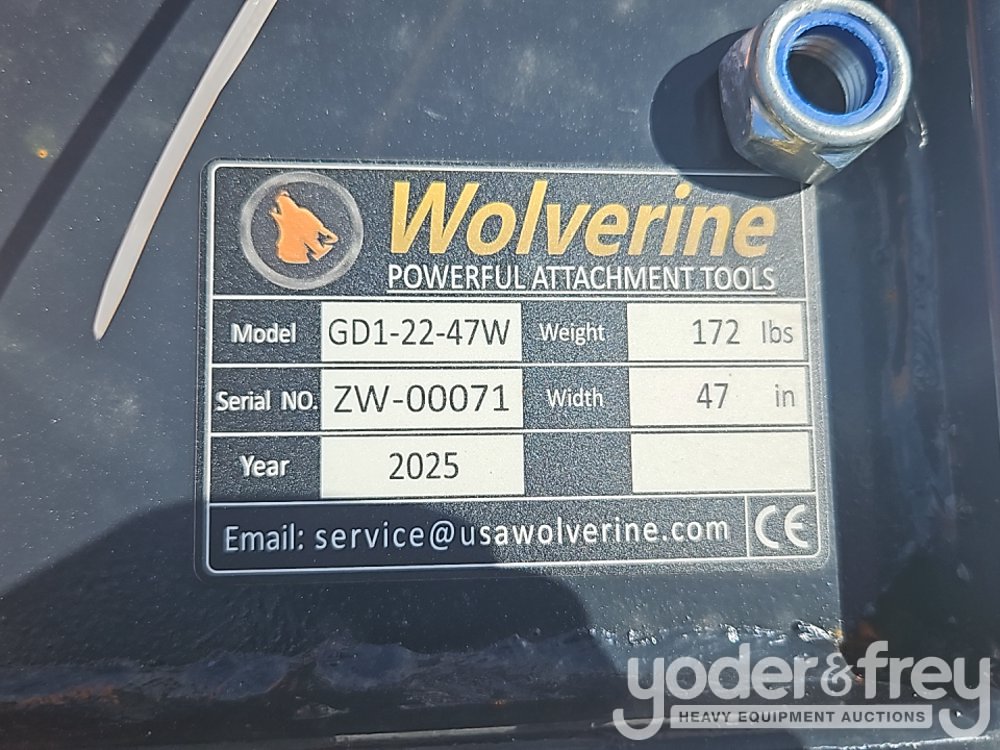 Wolverine
POWERFUL ATTACHMENT TOOLS
Model GD1-22-47W Weight 172 lbs
Serial NO. ZW-00071 Width 47 in
Year 2025
Email: service@usawolverine.com CE
yoder&frey
HEAVY EQUIPMENT AUCTIONS